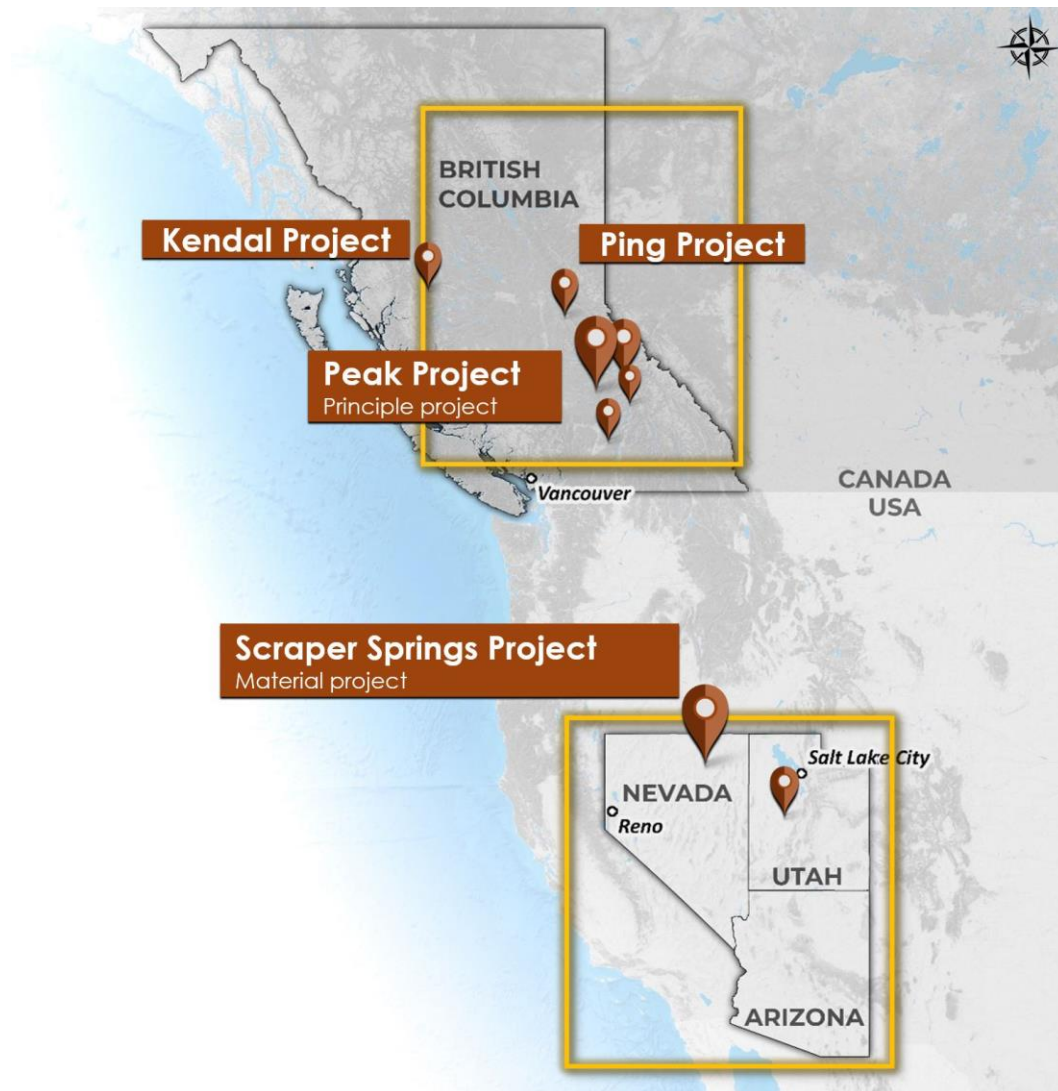 BRITISH
COLUMBIA
Kendal Project
Ping Project
Peak Project
Principle project
Vancouver
CANADA
USA
Scraper Springs Project
Material project
Salt Lake City
NEVADA
Reno
UTAH
ARIZONA